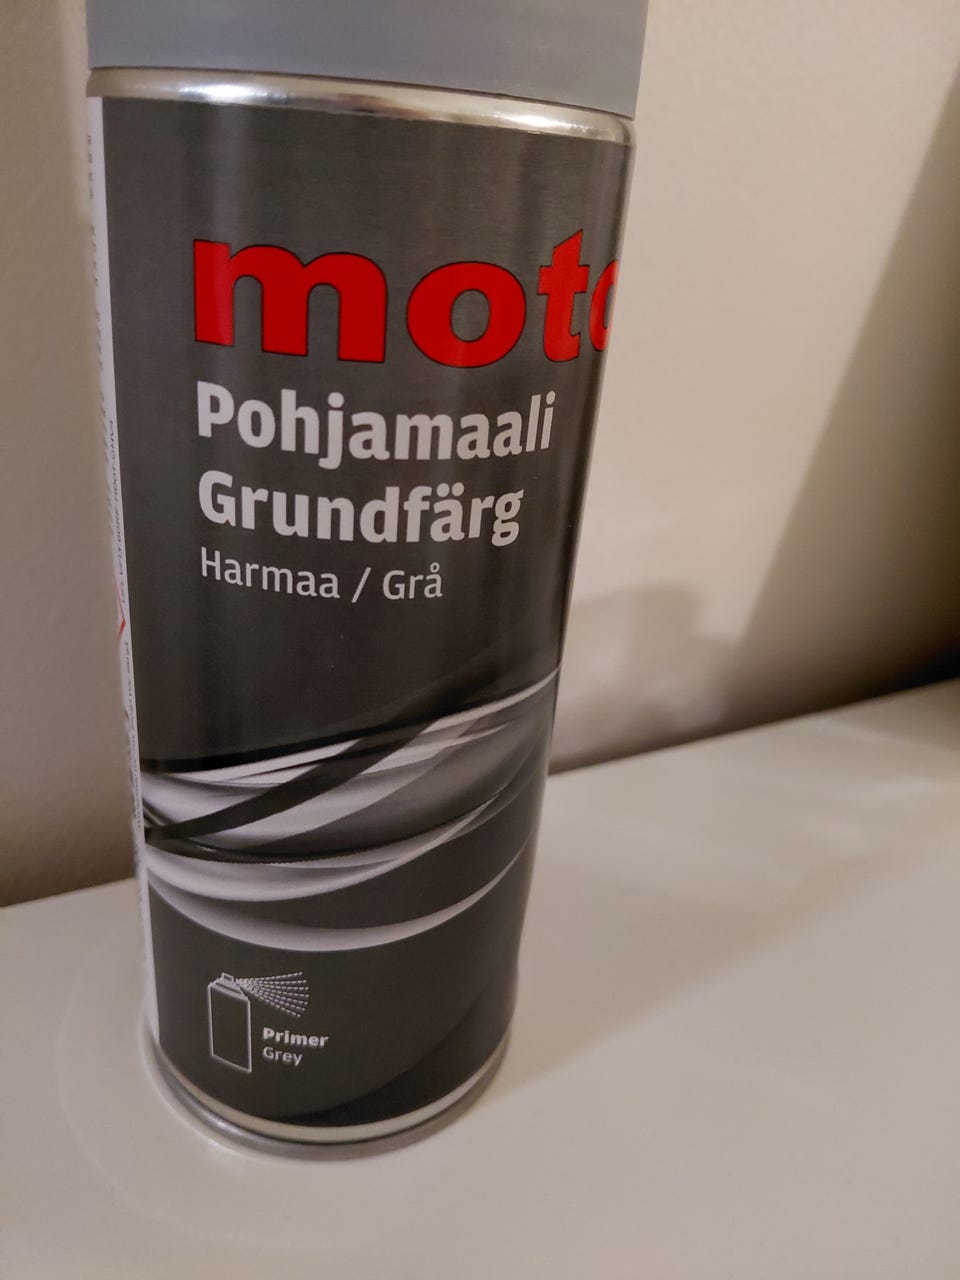 moto
Pohjamaali
Grundfärg
Harmaa / Grå
Primer
Grey